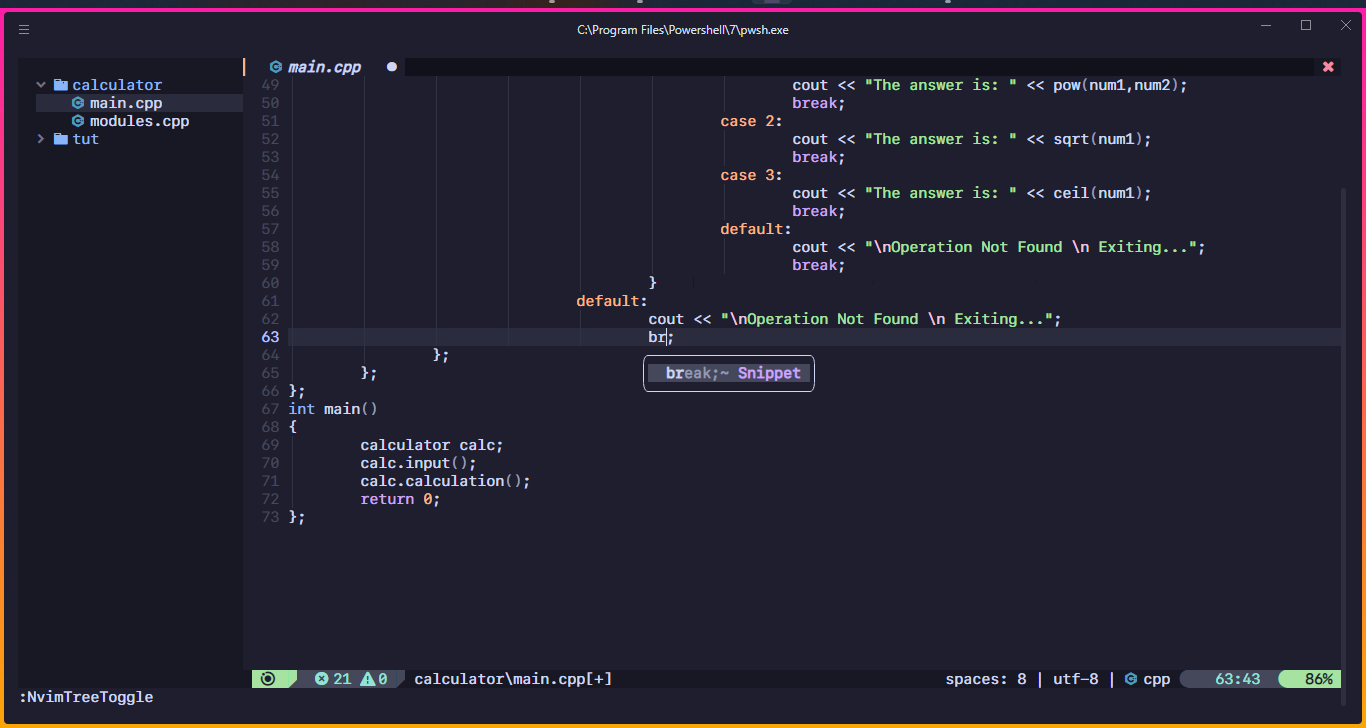 C:\Program Files\Powershell\7\pwsh.exe
calculator
main.cpp
modules.cpp
tut
main.cpp
49 cout << "The answer is: " << pow(num1,num2);
50 break;
51 case 2:
52 cout << "The answer is: " << sqrt(num1);
53 break;
54 case 3:
55 cout << "The answer is: " << ceil(num1);
56 break;
57 default:
58 cout << "\nOperation Not Found \n Exiting...";
59 break;
60 }
61 default:
62 cout << "\nOperation Not Found \n Exiting...";
63 br;
break;~ Snippet
64 };
65 };
66 };
67 int main()
68 {
69 calculator calc;
70 calc.input();
71 calc.calculation();
72 return 0;
73 };
21 0 calculator\main.cpp[+] spaces: 8 | utf-8 | cpp 63:43 86%
:NvimTreeToggle